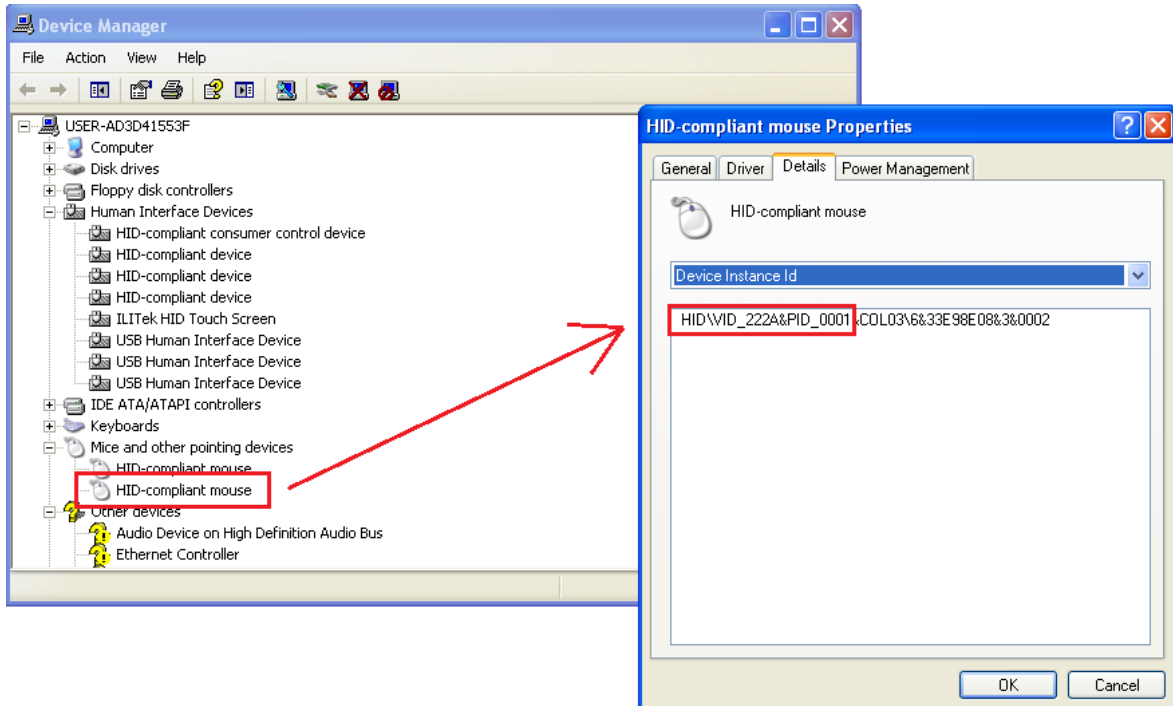 Device Manager
File Action View Help
USER-AD3D41553F
Computer
Disk drives
Floppy disk controllers
Human Interface Devices
HID-compliant consumer control device
HID-compliant device
HID-compliant device
HID-compliant device
ILITek HID Touch Screen
USB Human Interface Device
USB Human Interface Device
USB Human Interface Device
IDE ATA/ATAPI controllers
Keyboards
Mice and other pointing devices
HID-compliant mouse
HID-compliant mouse
Other devices
Audio Device on High Definition Audio Bus
Ethernet Controller
HID-compliant mouse Properties
General Driver Details Power Management
HID-compliant mouse
Device Instance Id
HID\VID_222A&PID_0001&COL03\6&33E98E08&3&0002
OK Cancel